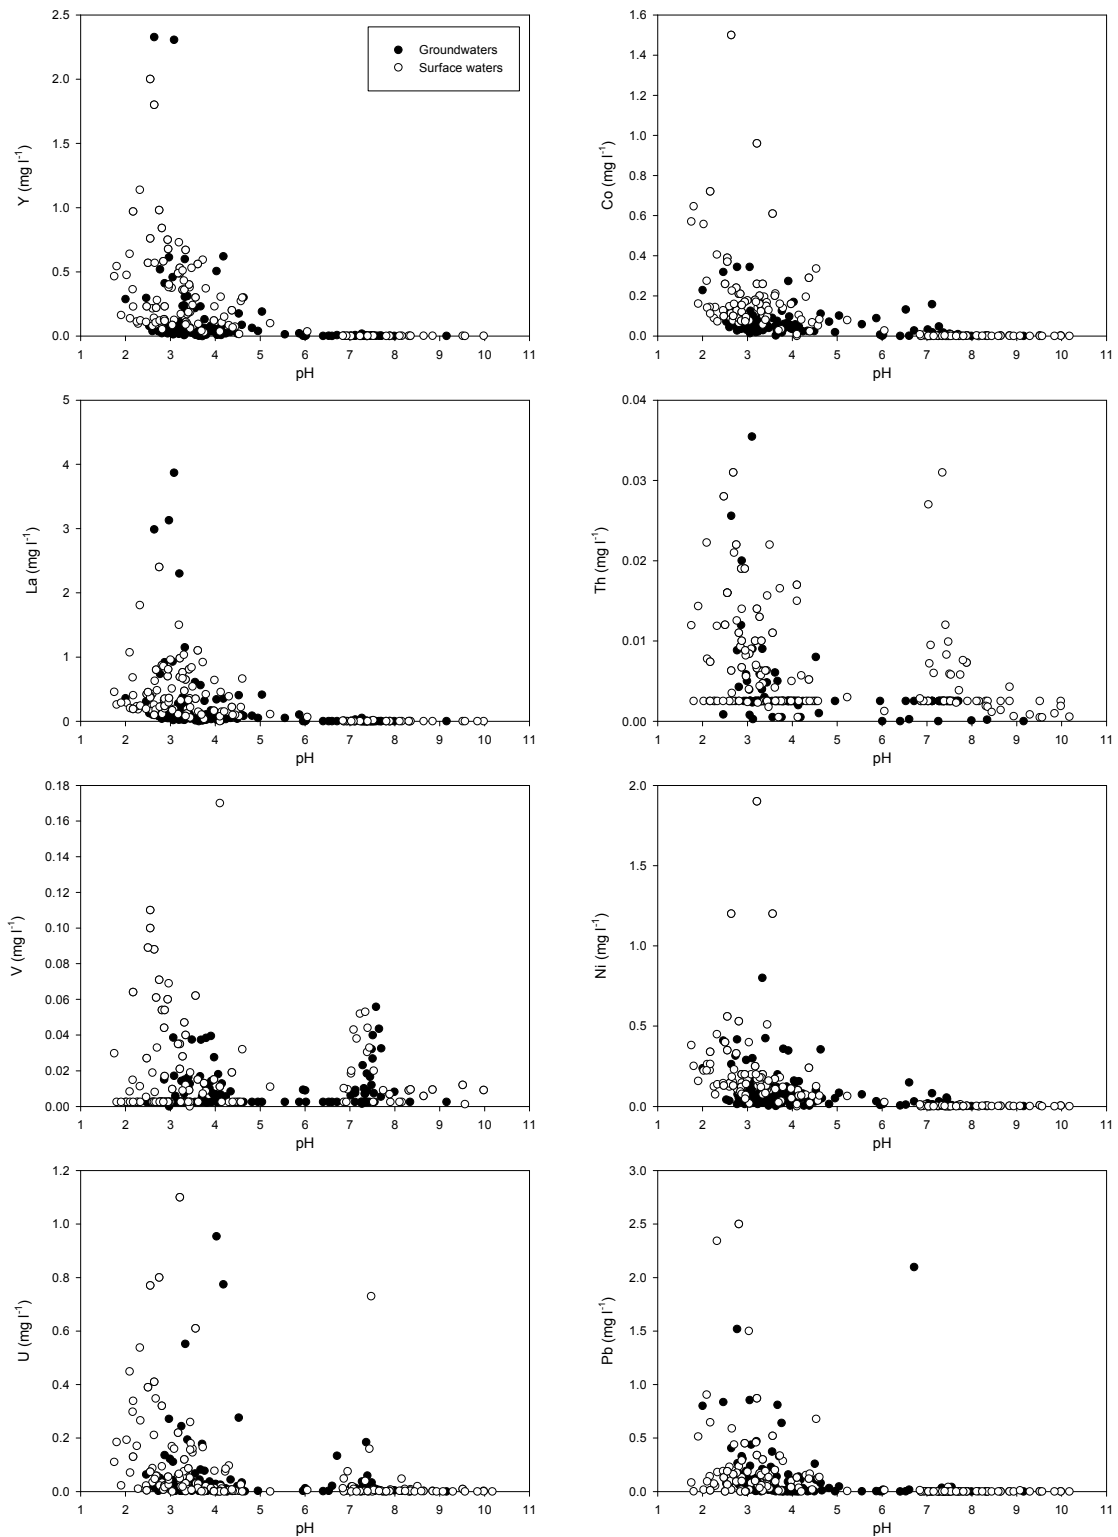 2.5
2.0
1.5
1.0
0.5
0.0
Y (mg l⁻¹)
Groundwaters
Surface waters
1 2 3 4 5 6 7 8 9 10 11
pH
1.6
1.4
1.2
1.0
0.8
0.6
0.4
0.2
0.0
Co (mg l⁻¹)
1 2 3 4 5 6 7 8 9 10 11
pH
5
4
3
2
1
0
La (mg l⁻¹)
1 2 3 4 5 6 7 8 9 10 11
pH
0.04
0.03
0.02
0.01
0.00
Th (mg l⁻¹)
1 2 3 4 5 6 7 8 9 10 11
pH
0.18
0.16
0.14
0.12
0.10
0.08
0.06
0.04
0.02
0.00
V (mg l⁻¹)
1 2 3 4 5 6 7 8 9 10 11
pH
2.0
1.5
1.0
0.5
0.0
Ni (mg l⁻¹)
1 2 3 4 5 6 7 8 9 10 11
pH
1.2
1.0
0.8
0.6
0.4
0.2
0.0
U (mg l⁻¹)
1 2 3 4 5 6 7 8 9 10 11
pH
3.0
2.5
2.0
1.5
1.0
0.5
0.0
Pb (mg l⁻¹)
1 2 3 4 5 6 7 8 9 10 11
pH